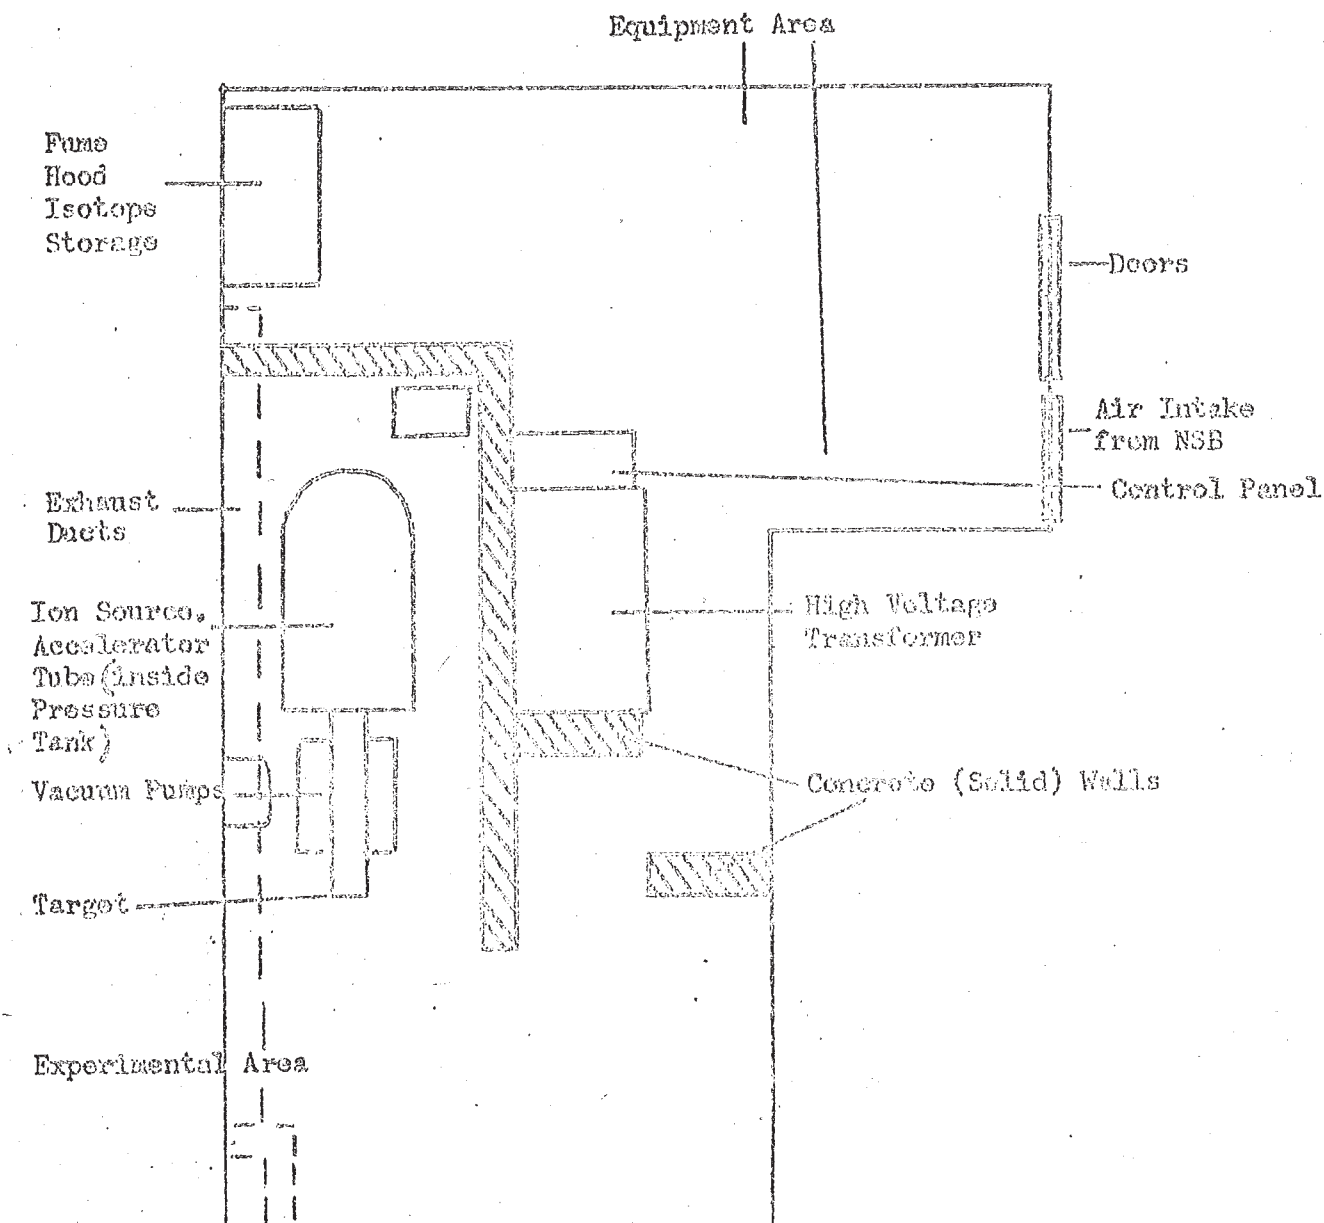 Equipment Area
Fume
Hood
Isotope
Storage
Doors
Air Intake
from NSB
Control Panel
Exhaust
Ducts
Ion Source,
Accelerator
Tube(inside
Pressure
Tank)
High Voltage
Transformer
Vacuum Pumps
Concrete (Solid) Walls
Target
Experimental Area